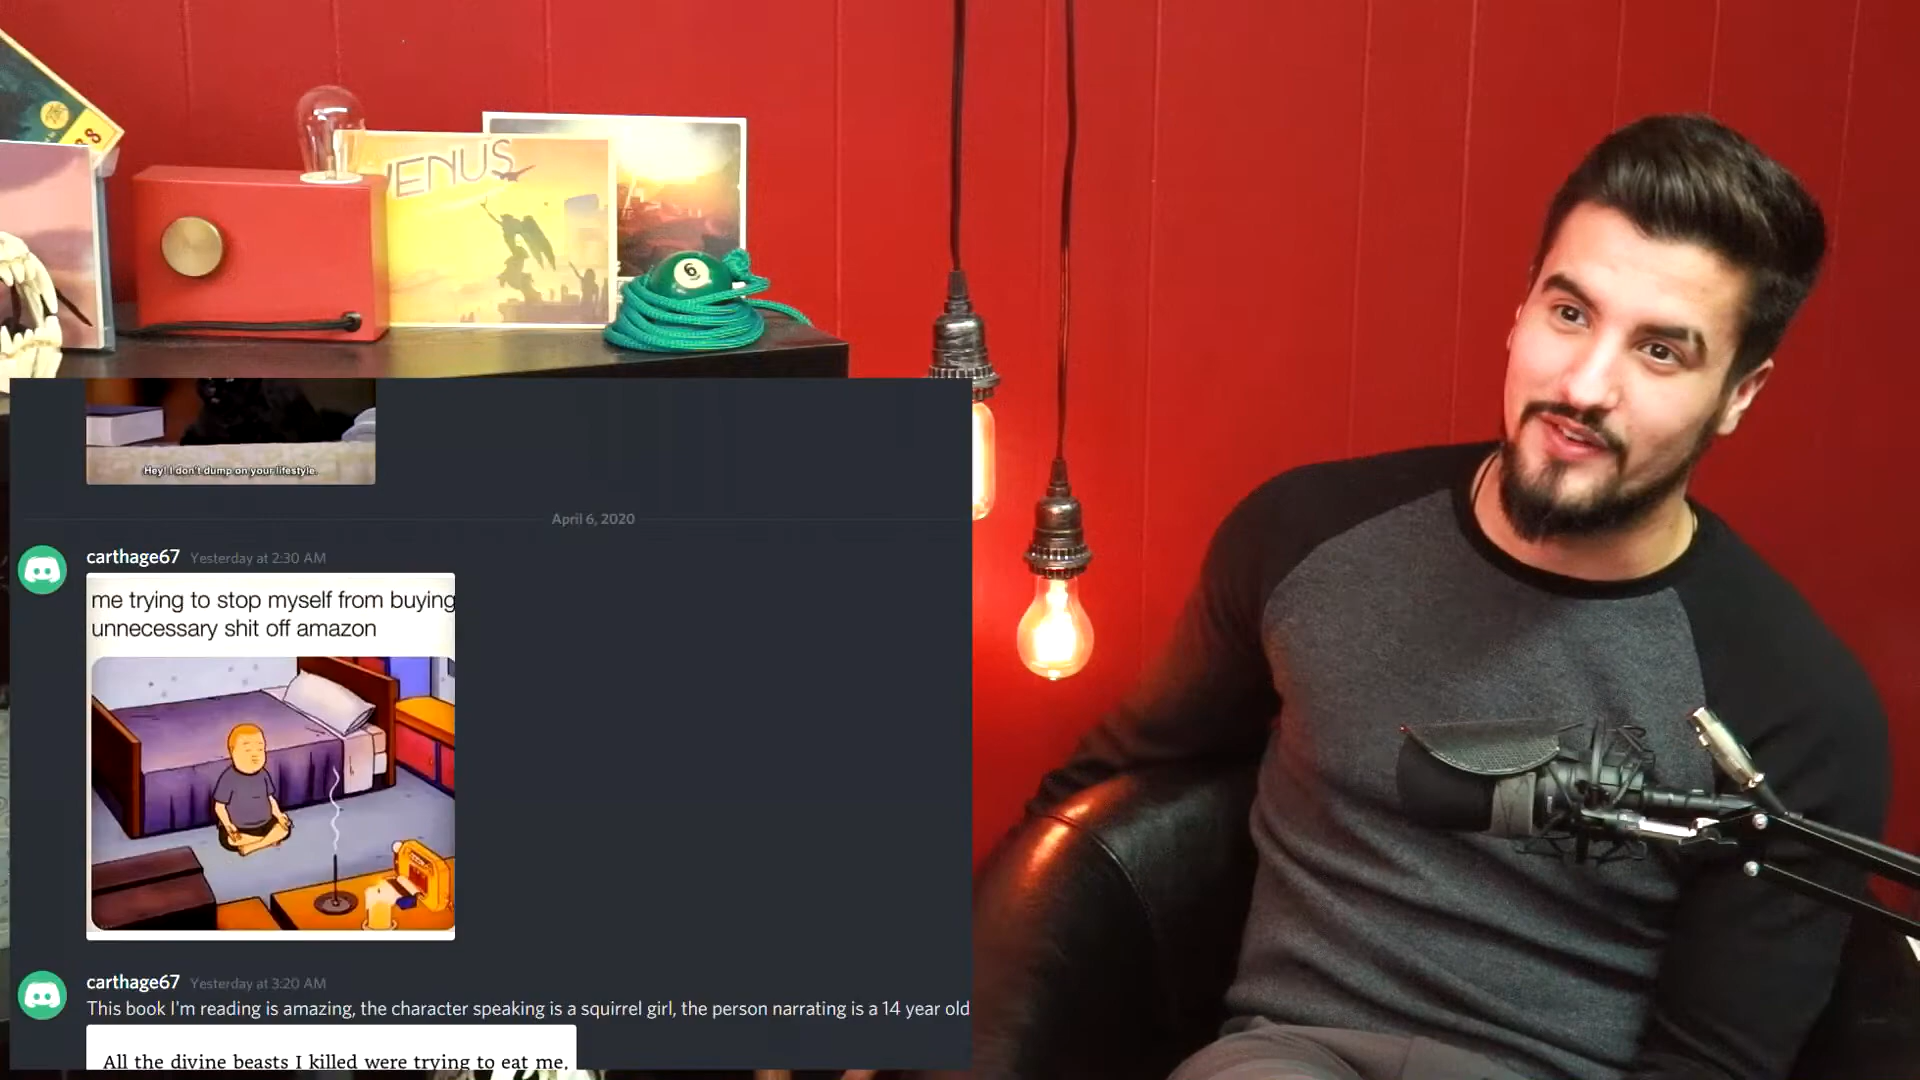 VENUS
6
8
Hey! I don't dump on your lifestyle.
April 6, 2020
carthage67 Yesterday at 2:30 AM
me trying to stop myself from buying
unnecessary shit off amazon
carthage67 Yesterday at 3:20 AM
This book I'm reading is amazing, the character speaking is a squirrel girl, the person narrating is a 14 year old
All the divine beasts I killed were trying to eat me,